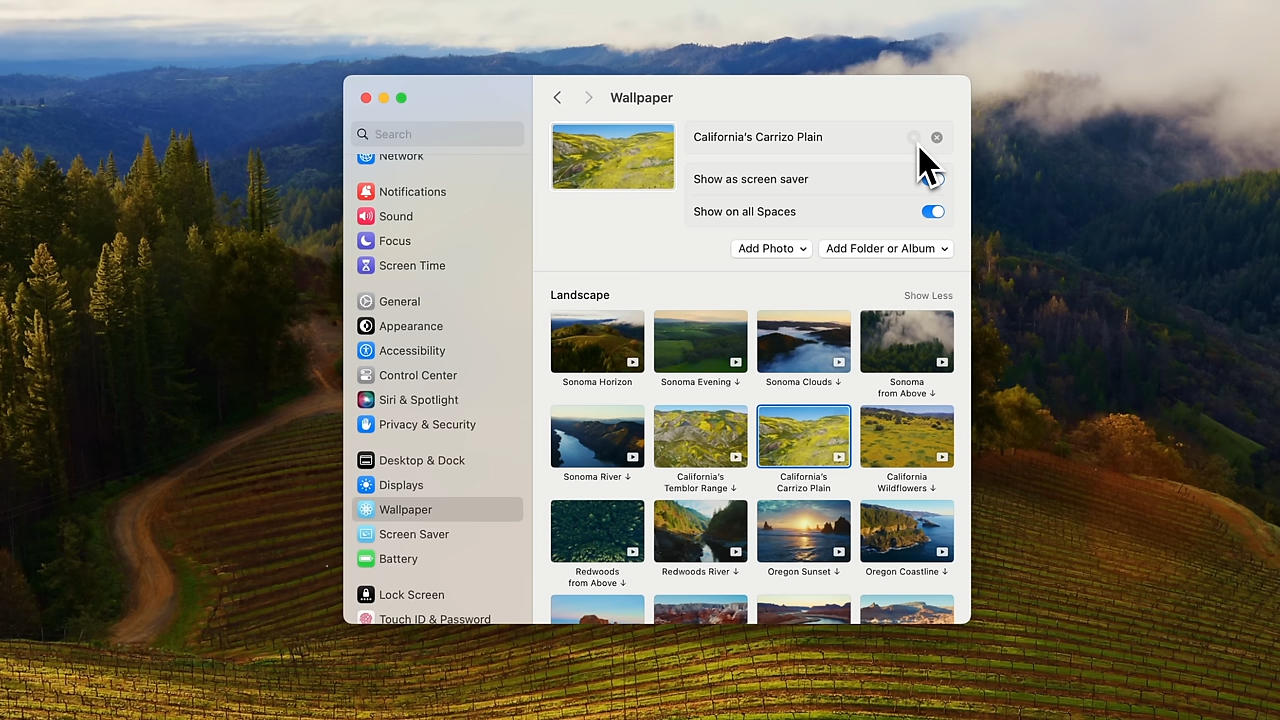 Wallpaper
Search
Network
Notifications
Sound
Focus
Screen Time
General
Appearance
Accessibility
Control Center
Siri & Spotlight
Privacy & Security
Desktop & Dock
Displays
Wallpaper
Screen Saver
Battery
Lock Screen
Touch ID & Password
California's Carrizo Plain
Show as screen saver
Show on all Spaces
Add Photo
Add Folder or Album
Landscape
Show Less
Sonoma Horizon
Sonoma Evening ↓
Sonoma Clouds ↓
Sonoma
from Above ↓
Sonoma River ↓
California's
Temblor Range ↓
California's
Carrizo Plain
California
Wildflowers ↓
Redwoods
from Above ↓
Redwoods River ↓
Oregon Sunset ↓
Oregon Coastline ↓